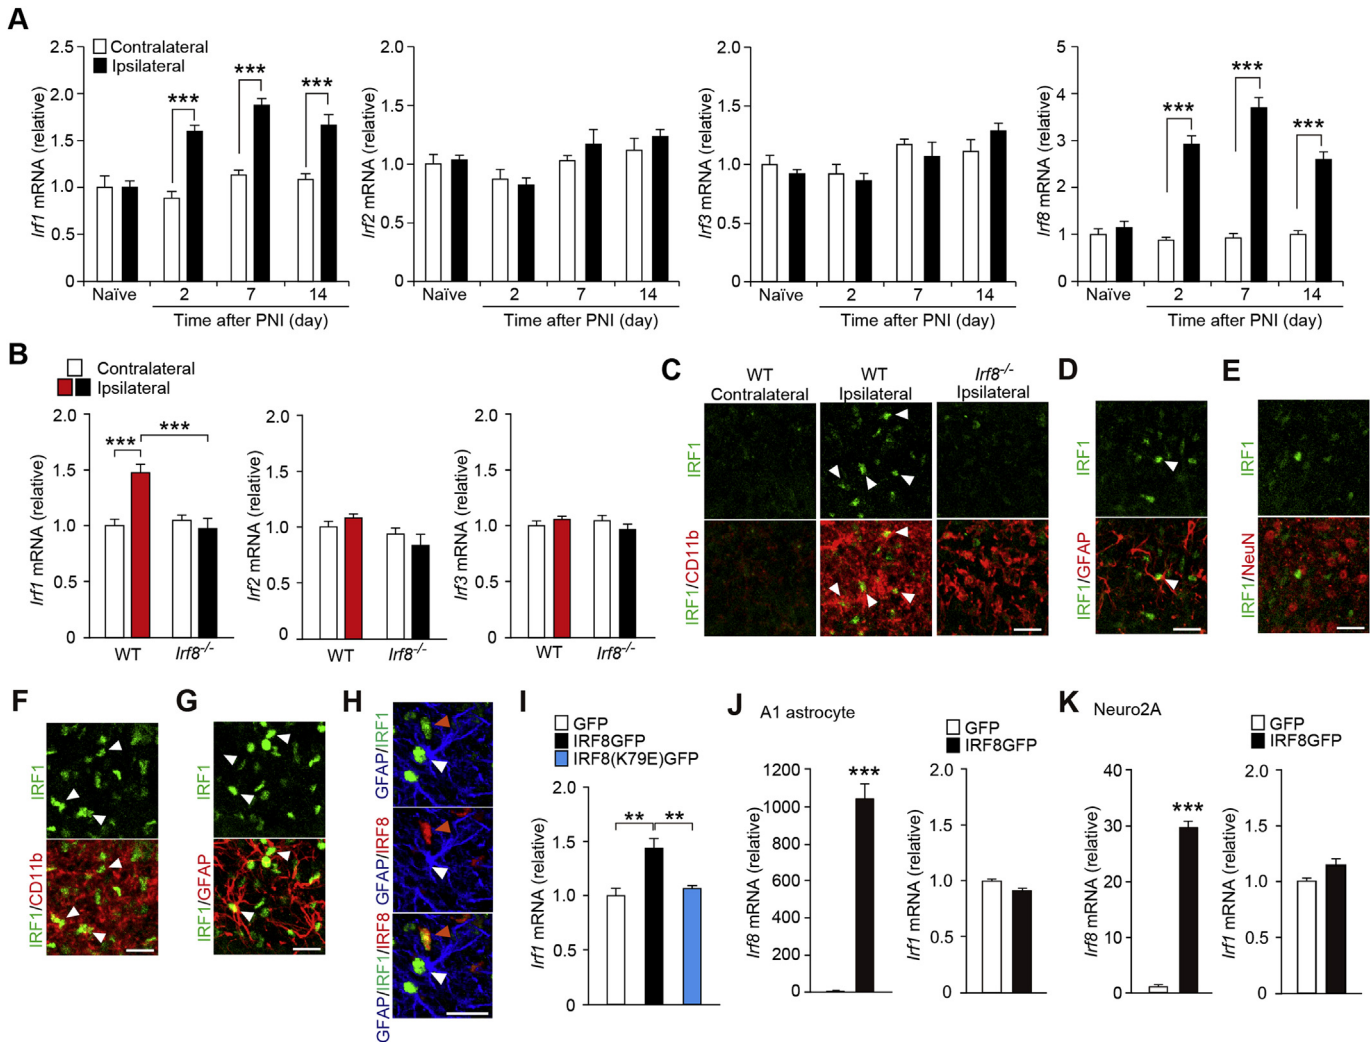 A
Contralateral
Ipsilateral
Irf1 mRNA (relative)
2.5
2.0
1.5
1.0
0.5
0
***
***
***
Naïve
2
7
14
Time after PNI (day)
Irf2 mRNA (relative)
2.0
1.5
1.0
0.5
0
Naïve
2
7
14
Time after PNI (day)
Irf3 mRNA (relative)
2.0
1.5
1.0
0.5
0
Naïve
2
7
14
Time after PNI (day)
Irf8 mRNA (relative)
5
4
3
2
1
0
***
***
***
Naïve
2
7
14
Time after PNI (day)
B
Contralateral
Ipsilateral
Irf1 mRNA (relative)
2.0
1.5
1.0
0.5
0
***
***
WT
Irf8-/-
Irf2 mRNA (relative)
2.0
1.5
1.0
0.5
0
WT
Irf8-/-
Irf3 mRNA (relative)
2.0
1.5
1.0
0.5
0
WT
Irf8-/-
C
WT
Contralateral
WT
Ipsilateral
Irf8-/-
Ipsilateral
IRF1
IRF1/CD11b
D
IRF1
IRF1/GFAP
E
IRF1
IRF1/NeuN
F
IRF1
IRF1/CD11b
G
IRF1
IRF1/GFAP
H
GFAP/IRF1
GFAP/IRF8
GFAP/IRF1/IRF8
I
GFP
IRF8GFP
IRF8(K79E)GFP
Irf1 mRNA (relative)
2.0
1.5
1.0
0.5
0
**
**
J
A1 astrocyte
GFP
IRF8GFP
Irf8 mRNA (relative)
1200
1000
800
600
400
200
0
***
Irf1 mRNA (relative)
2.0
1.5
1.0
0.5
0
K
Neuro2A
GFP
IRF8GFP
Irf8 mRNA (relative)
40
30
20
10
0
***
Irf1 mRNA (relative)
2.0
1.5
1.0
0.5
0